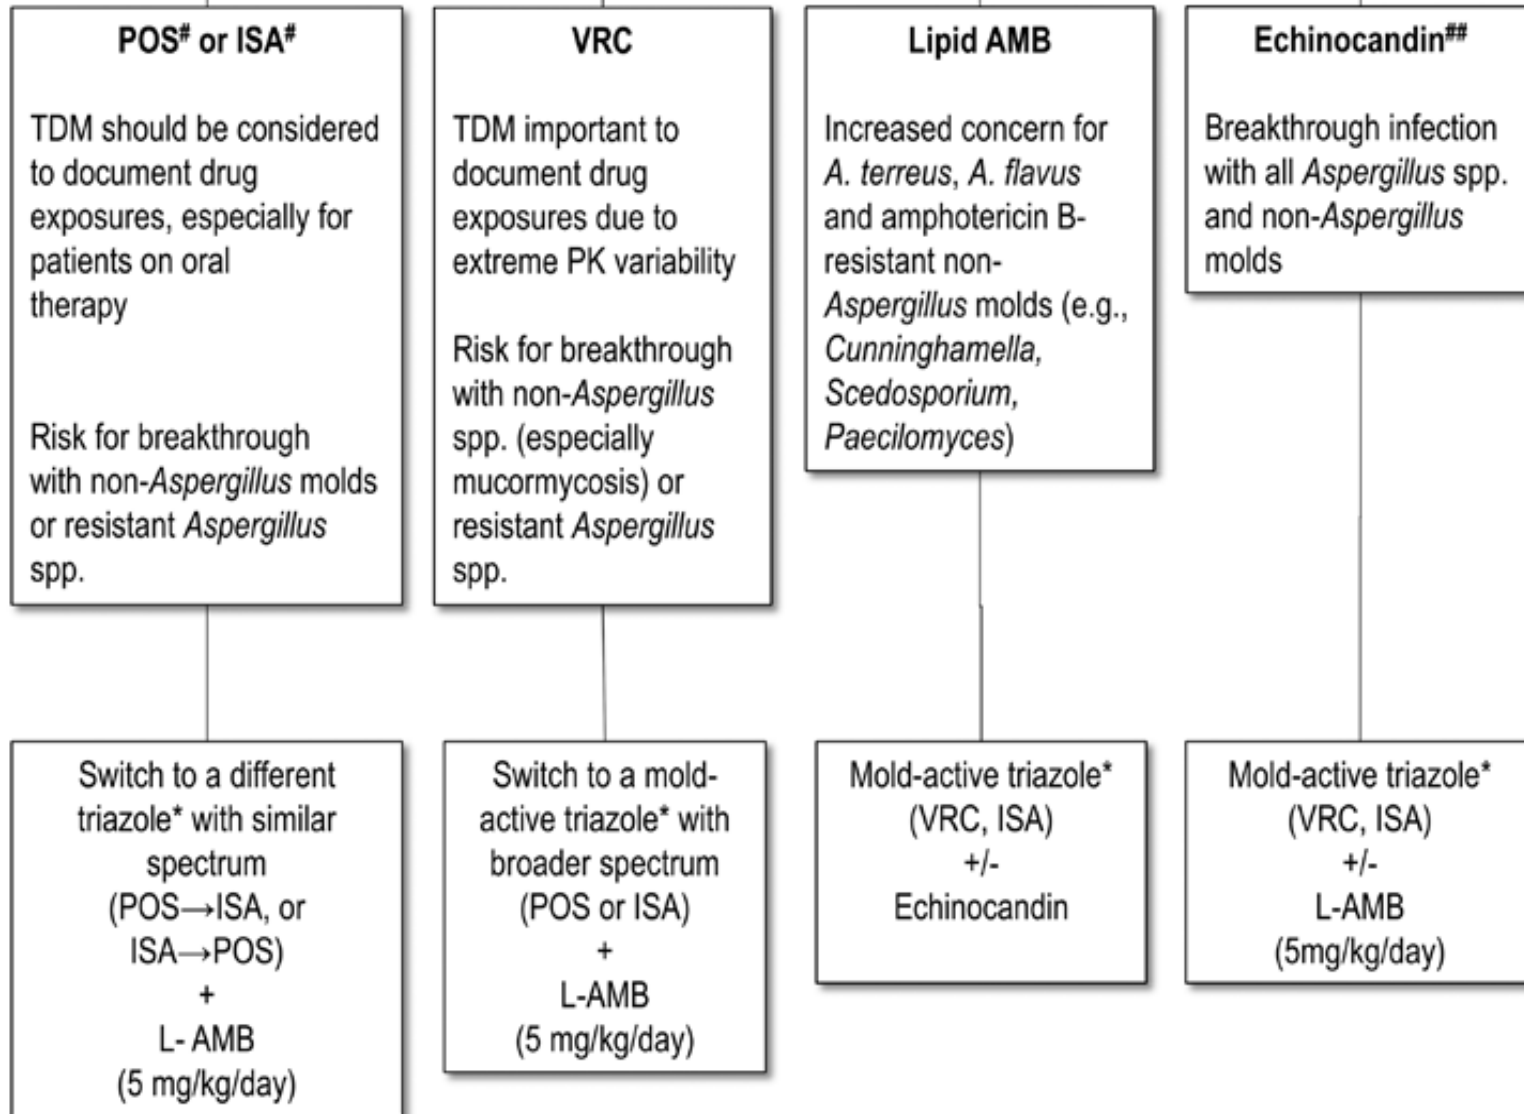 POS# or ISA#
TDM should be considered
to document drug
exposures, especially for
patients on oral
therapy
Risk for breakthrough
with non-Aspergillus molds
or resistant Aspergillus
spp.
VRC
TDM important to
document drug
exposures due to
extreme PK variability
Risk for breakthrough
with non-Aspergillus
spp. (especially
mucormycosis) or
resistant Aspergillus
spp.
Lipid AMB
Increased concern for
A. terreus, A. flavus
and amphotericin B-
resistant non-
Aspergillus molds (e.g.,
Cunninghamella,
Scedosporium,
Paecilomyces)
Echinocandin##
Breakthrough infection
with all Aspergillus spp.
and non-Aspergillus
molds
Switch to a different
triazole* with similar
spectrum
(POS→ISA, or
ISA→POS)
+
L- AMB
(5 mg/kg/day)
Switch to a mold-
active triazole* with
broader spectrum
(POS or ISA)
+
L-AMB
(5 mg/kg/day)
Mold-active triazole*
(VRC, ISA)
+/-
Echinocandin
Mold-active triazole*
(VRC, ISA)
+/-
L-AMB
(5mg/kg/day)